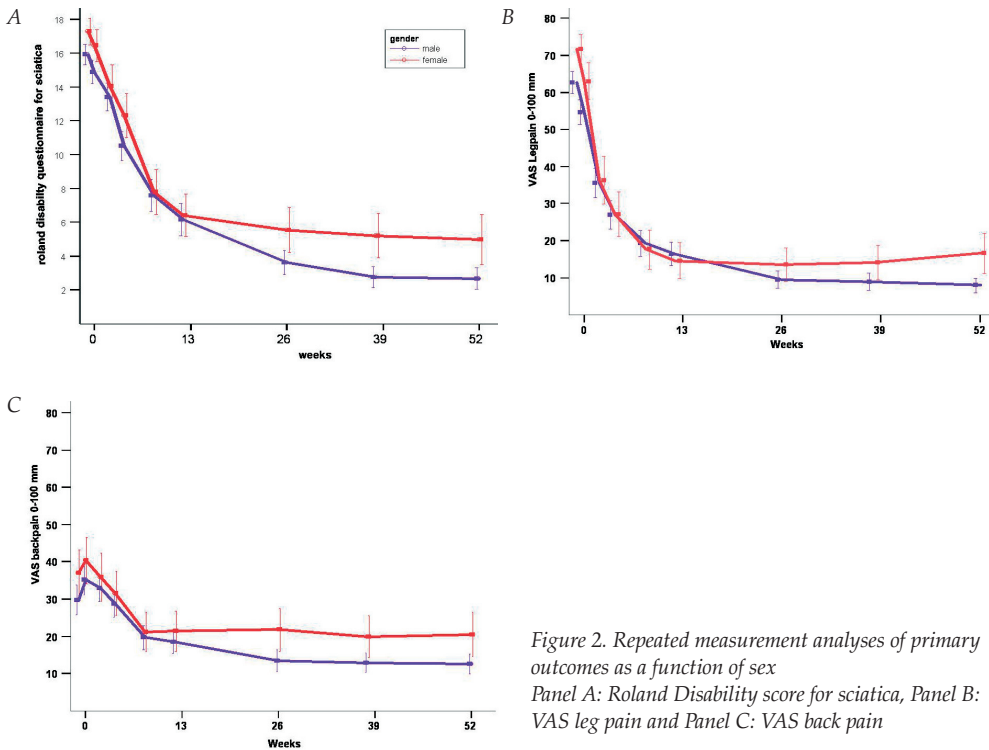 A
18
16
14
12
10
8
6
4
2
roland disabilty questionnaire for sciatica
gender
male
female
0 13 26 39 52
weeks
B
80
70
60
50
40
30
20
10
VAS Legpain 0-100 mm
0 13 26 39 52
Weeks
C
80
70
60
50
40
30
20
10
VAS backpain 0-100 mm
0 13 26 39 52
Weeks
Figure 2. Repeated measurement analyses of primary
outcomes as a function of sex
Panel A: Roland Disability score for sciatica, Panel B:
VAS leg pain and Panel C: VAS back pain